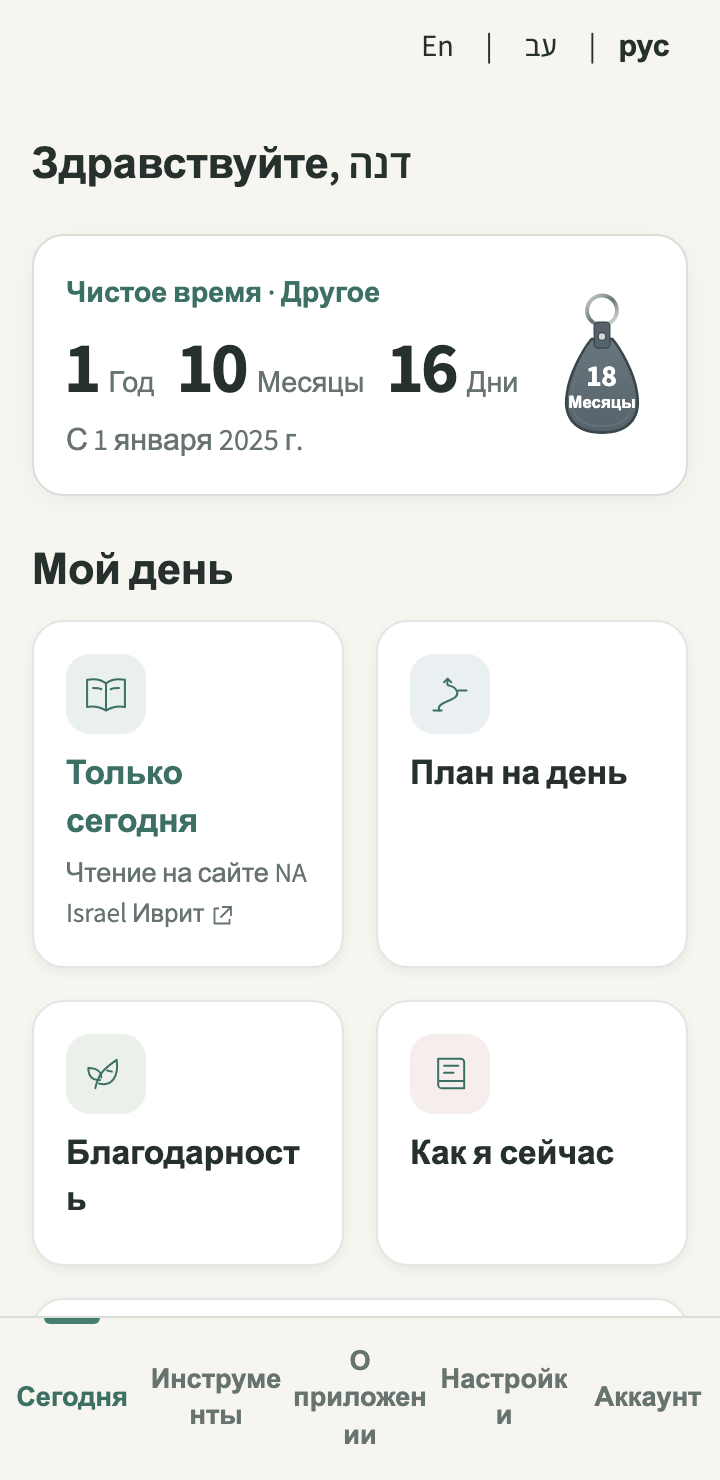 En | עב | рус
Здравствуйте, דנה
Чистое время · Другое
1 Год 10 Месяцы 16 Дни
С 1 января 2025 г.
18
Месяцы
Мой день
Только
сегодня
Чтение на сайте NA
Israel Иврит
План на день
Благодарност
ь
Как я сейчас
Сегодня
Инструме
нты
О
приложен
ии
Настройк
и
Аккаунт